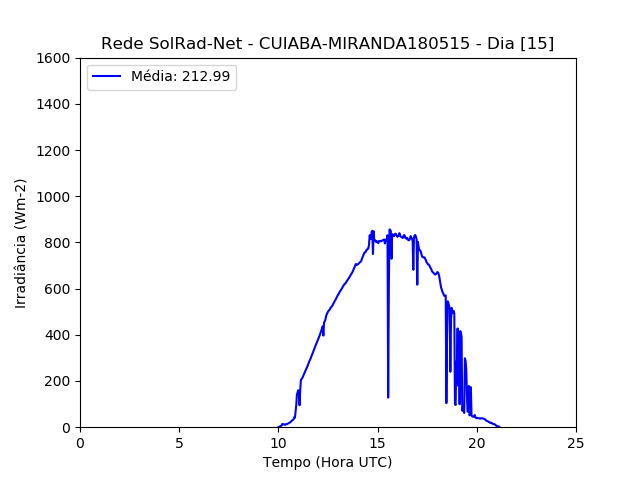 Rede SolRad-Net - CUIABA-MIRANDA180515 - Dia [15]
Média: 212.99
1600
1400
1200
1000
800
600
400
200
0
Irradiância (Wm-2)
0 5 10 15 20 25
Tempo (Hora UTC)